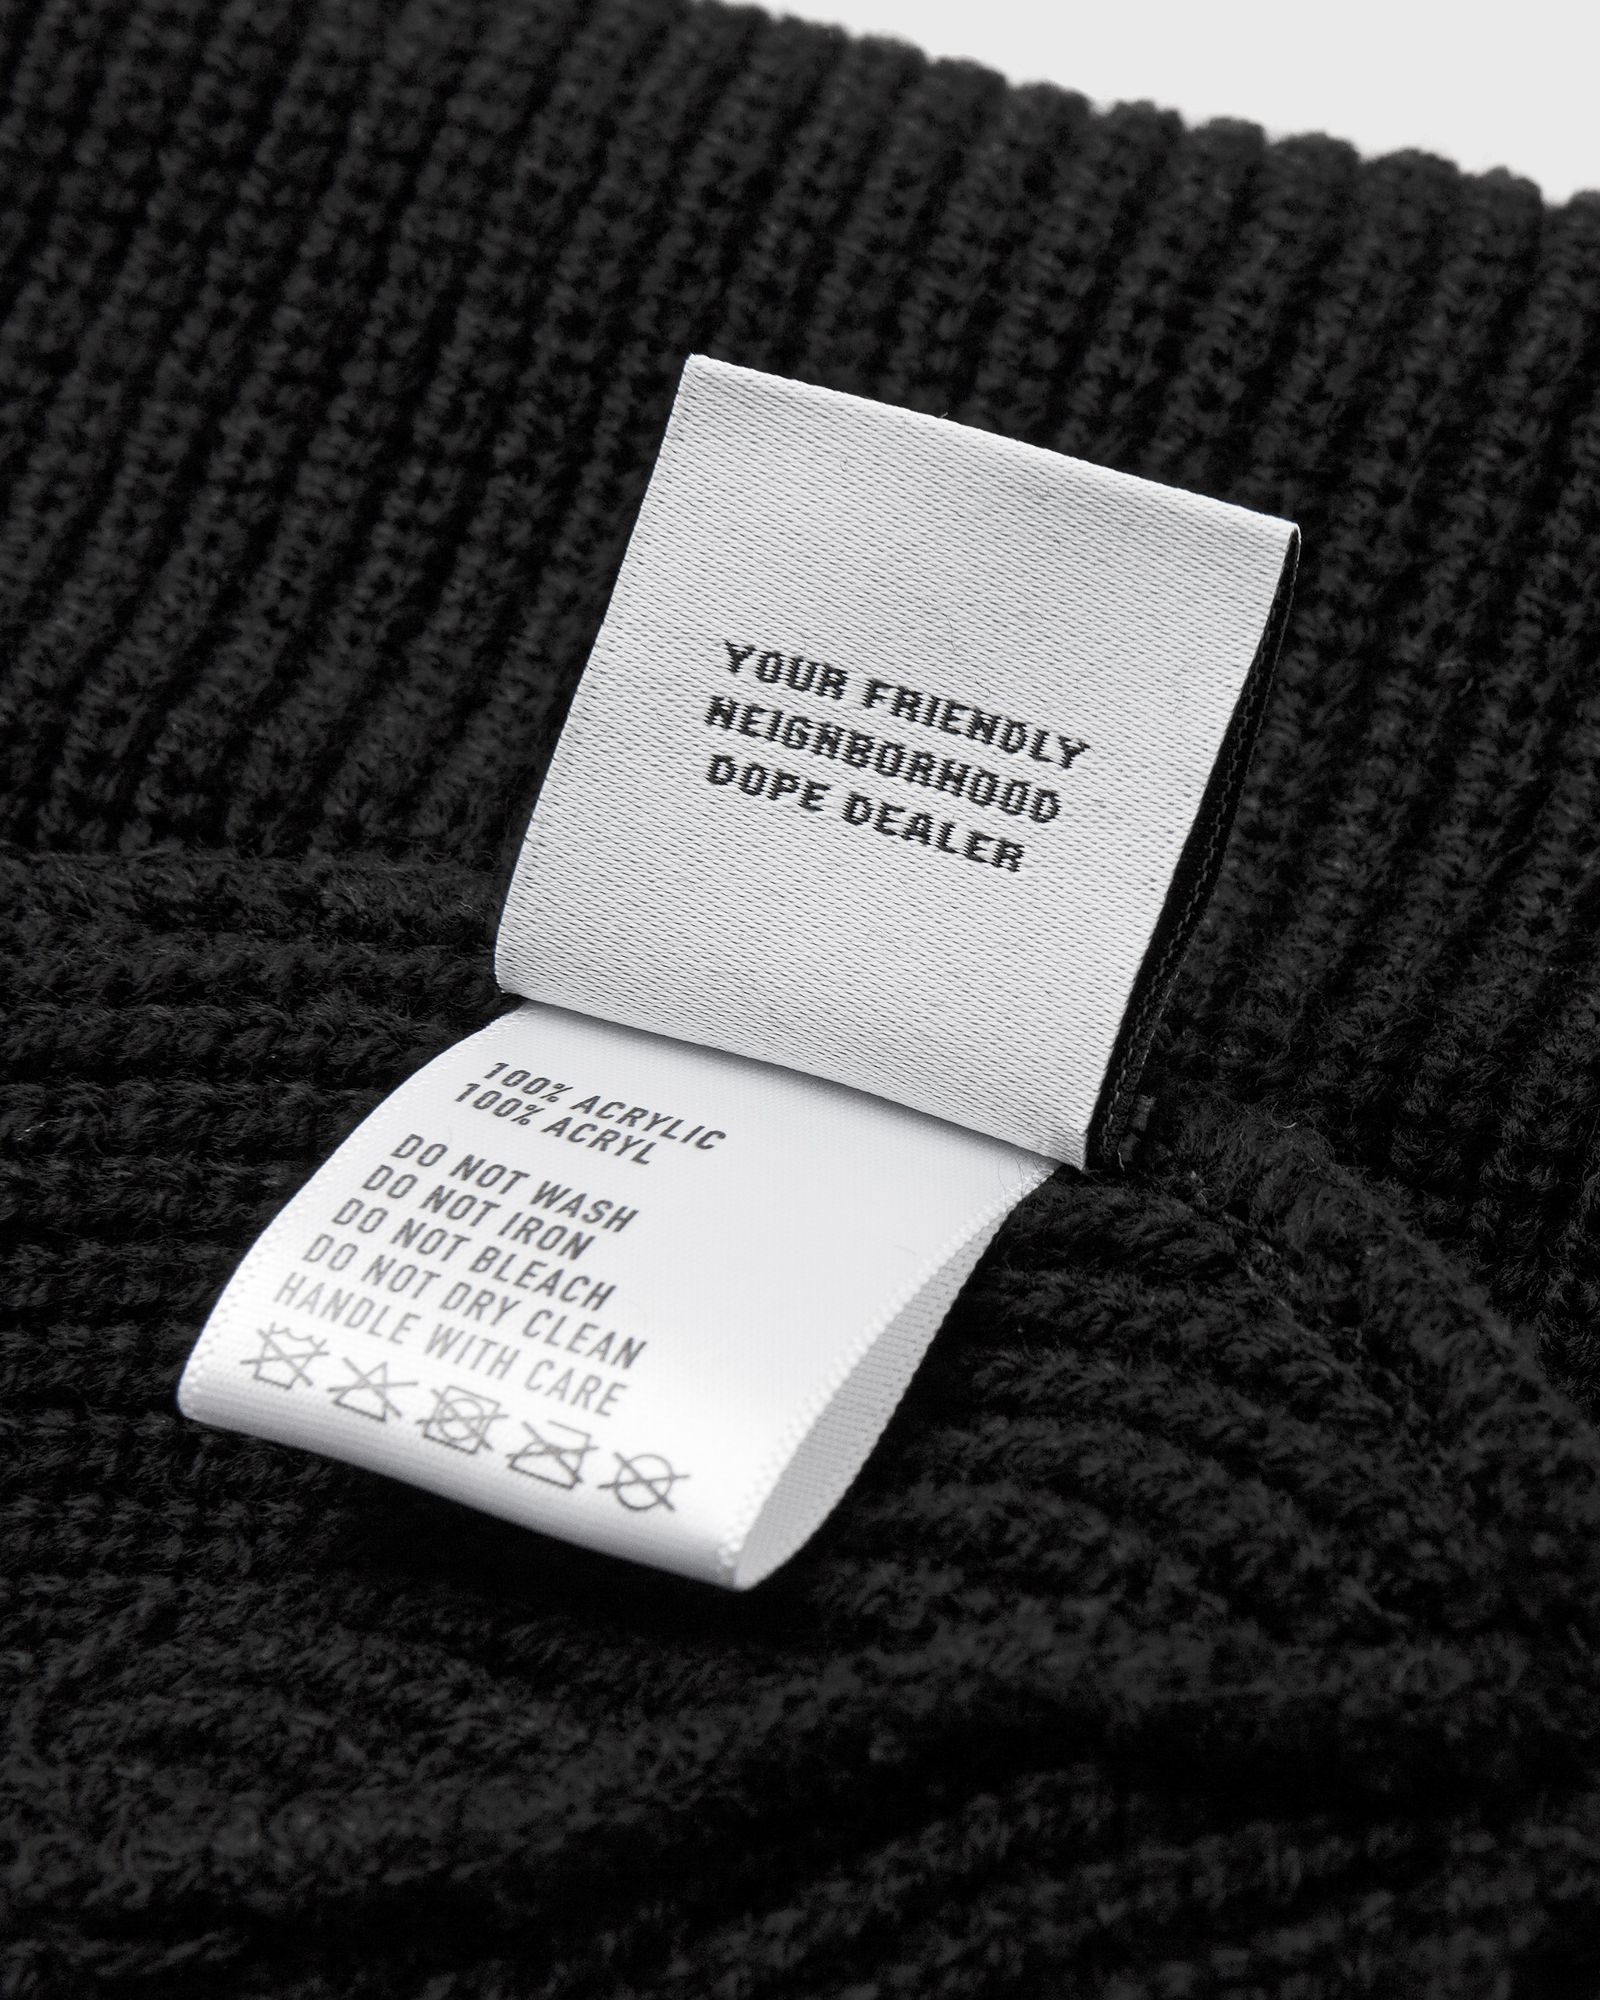 YOUR FRIENDLY
NEIGHBORHOOD
DOPE DEALER
100% ACRYLIC
100% ACRYL
DO NOT WASH
DO NOT IRON
DO NOT BLEACH
DO NOT DRY CLEAN
HANDLE WITH CARE